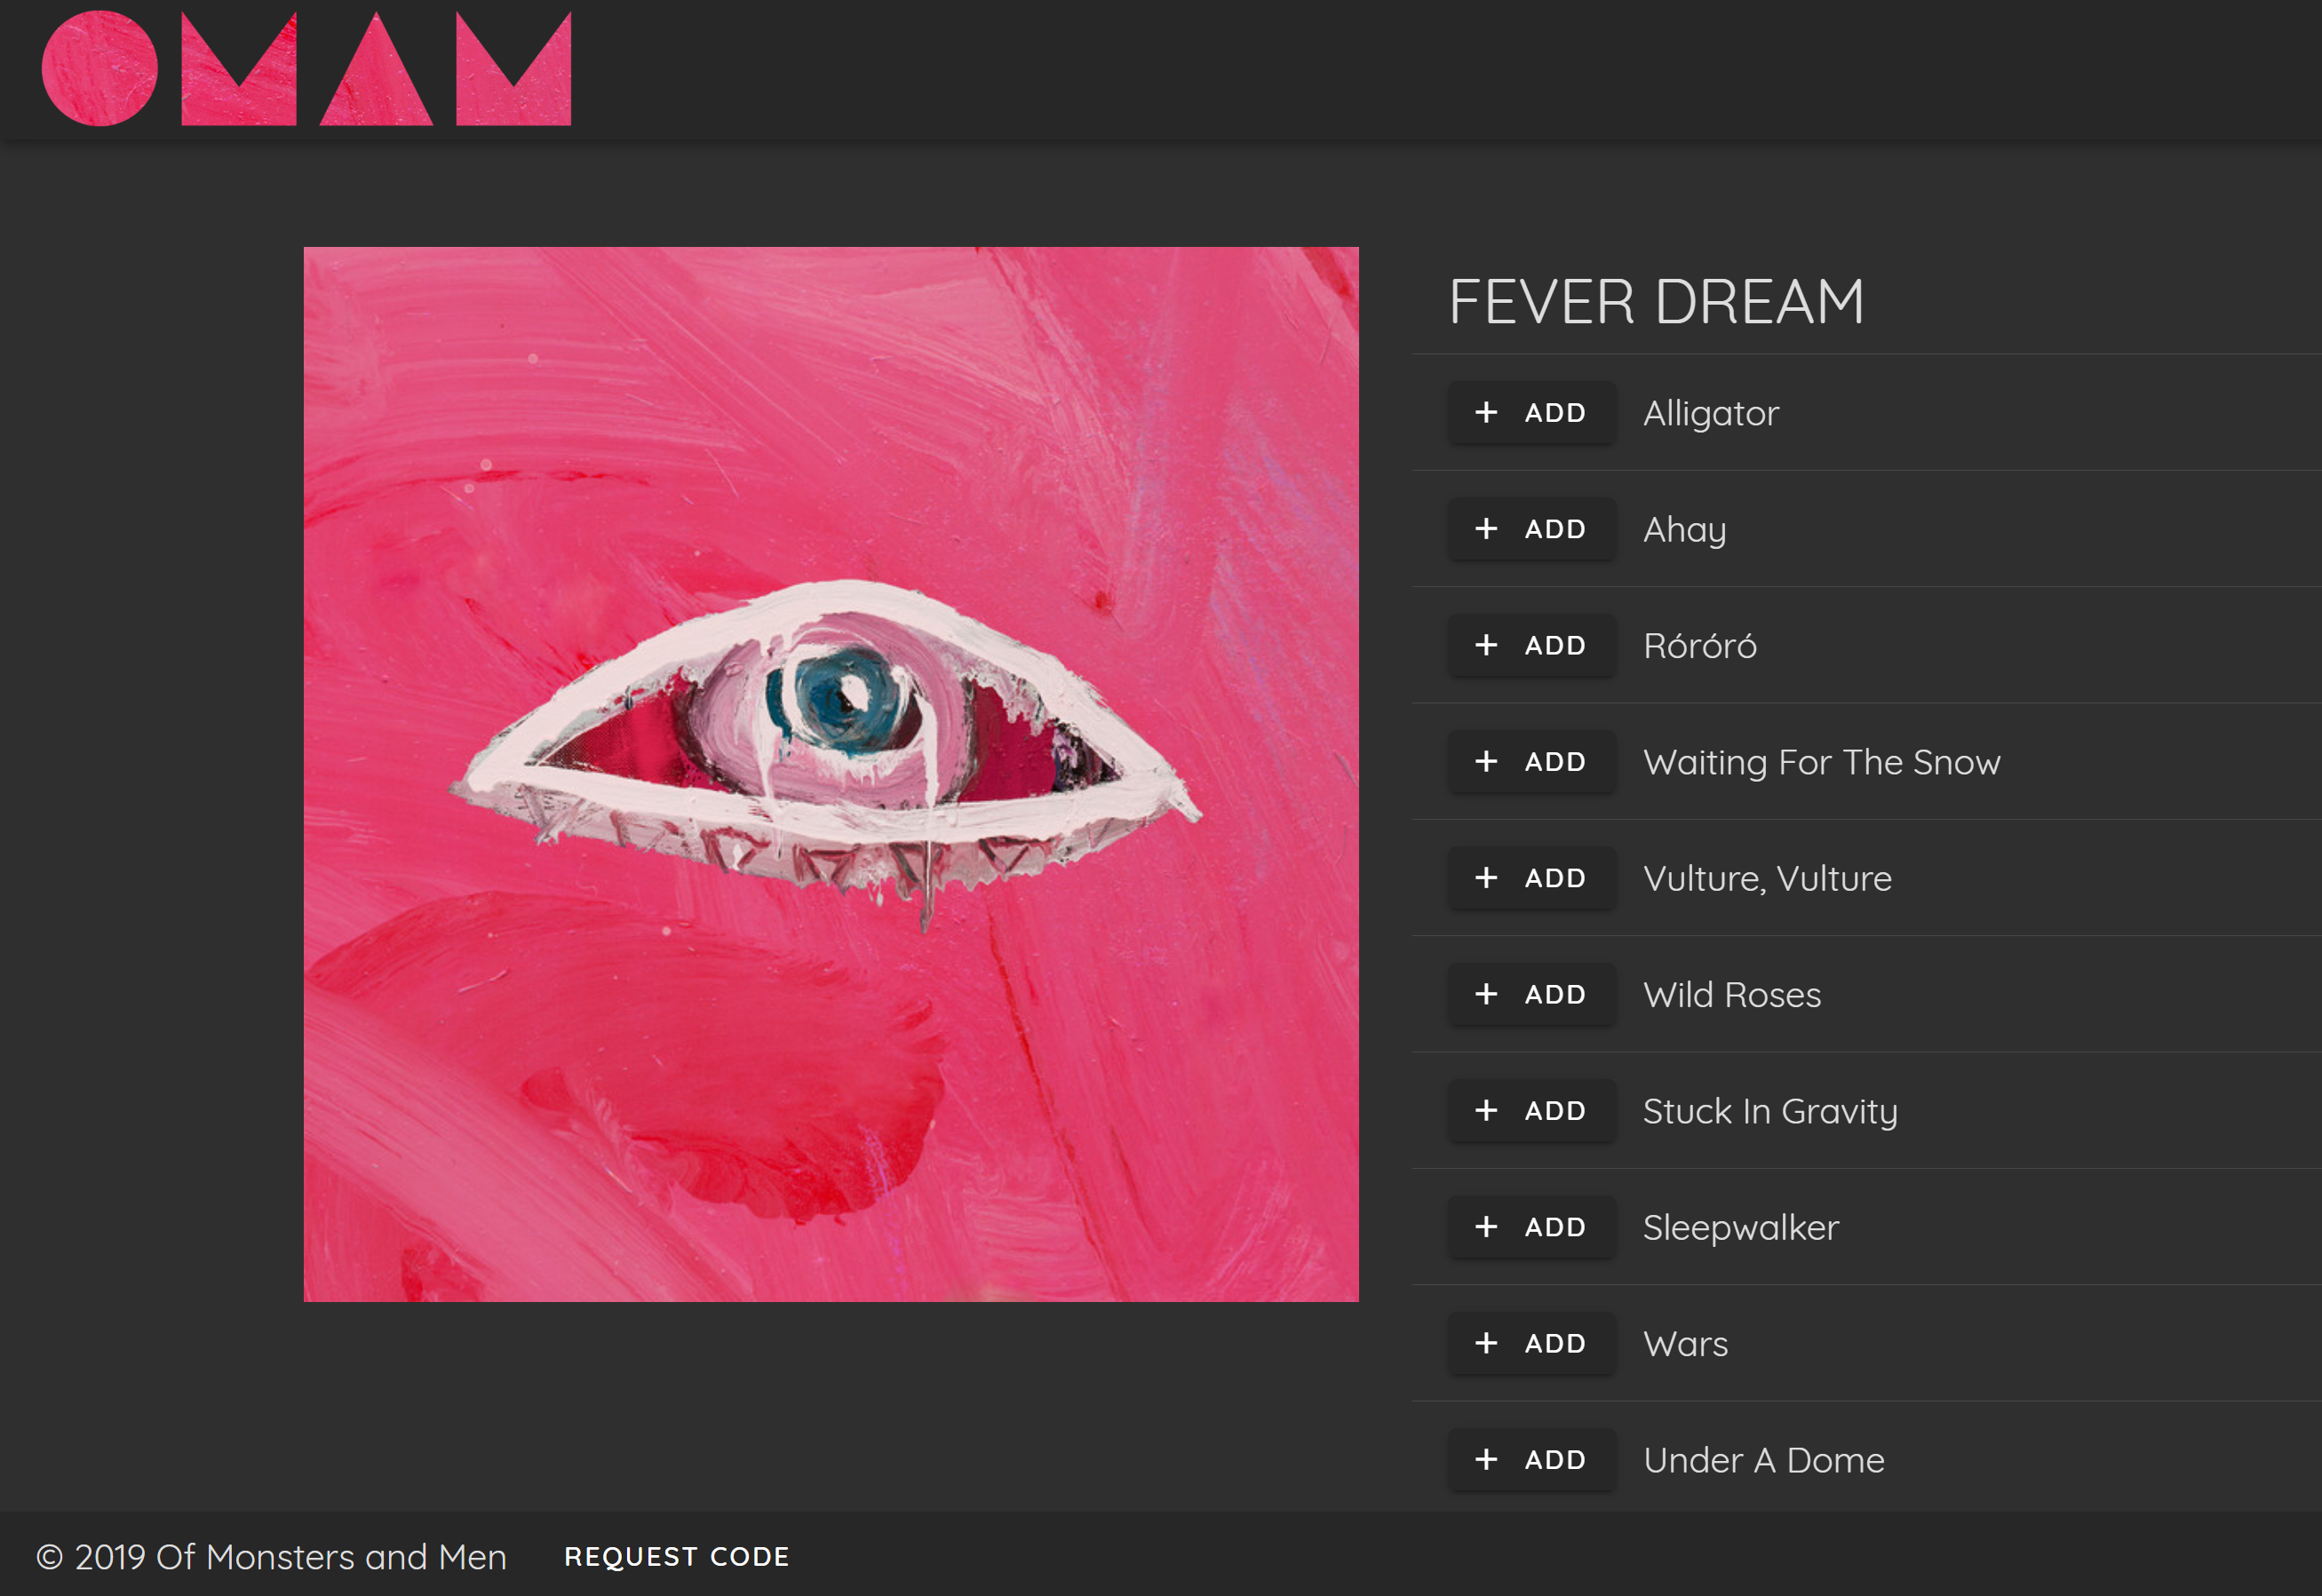 OMAM
FEVER DREAM
+ ADD Alligator
+ ADD Ahay
+ ADD Róróró
+ ADD Waiting For The Snow
+ ADD Vulture, Vulture
+ ADD Wild Roses
+ ADD Stuck In Gravity
+ ADD Sleepwalker
+ ADD Wars
+ ADD Under A Dome
© 2019 Of Monsters and Men REQUEST CODE